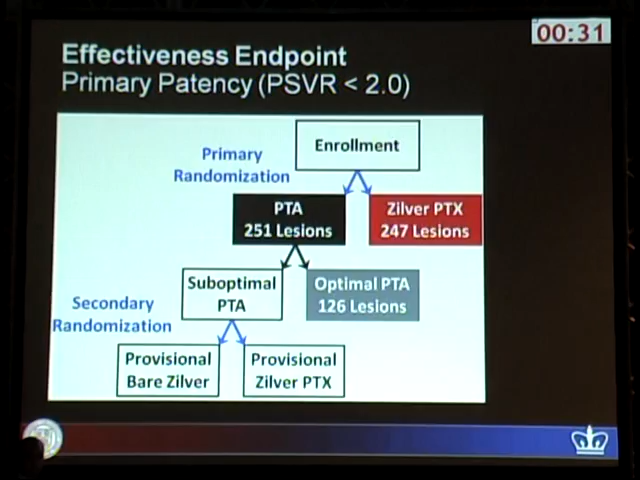 00:31
Effectiveness Endpoint
Primary Patency (PSVR < 2.0)
Enrollment
Primary
Randomization
PTA
251 Lesions
Zilver PTX
247 Lesions
Suboptimal
PTA
Optimal PTA
126 Lesions
Secondary
Randomization
Provisional
Bare Zilver
Provisional
Zilver PTX